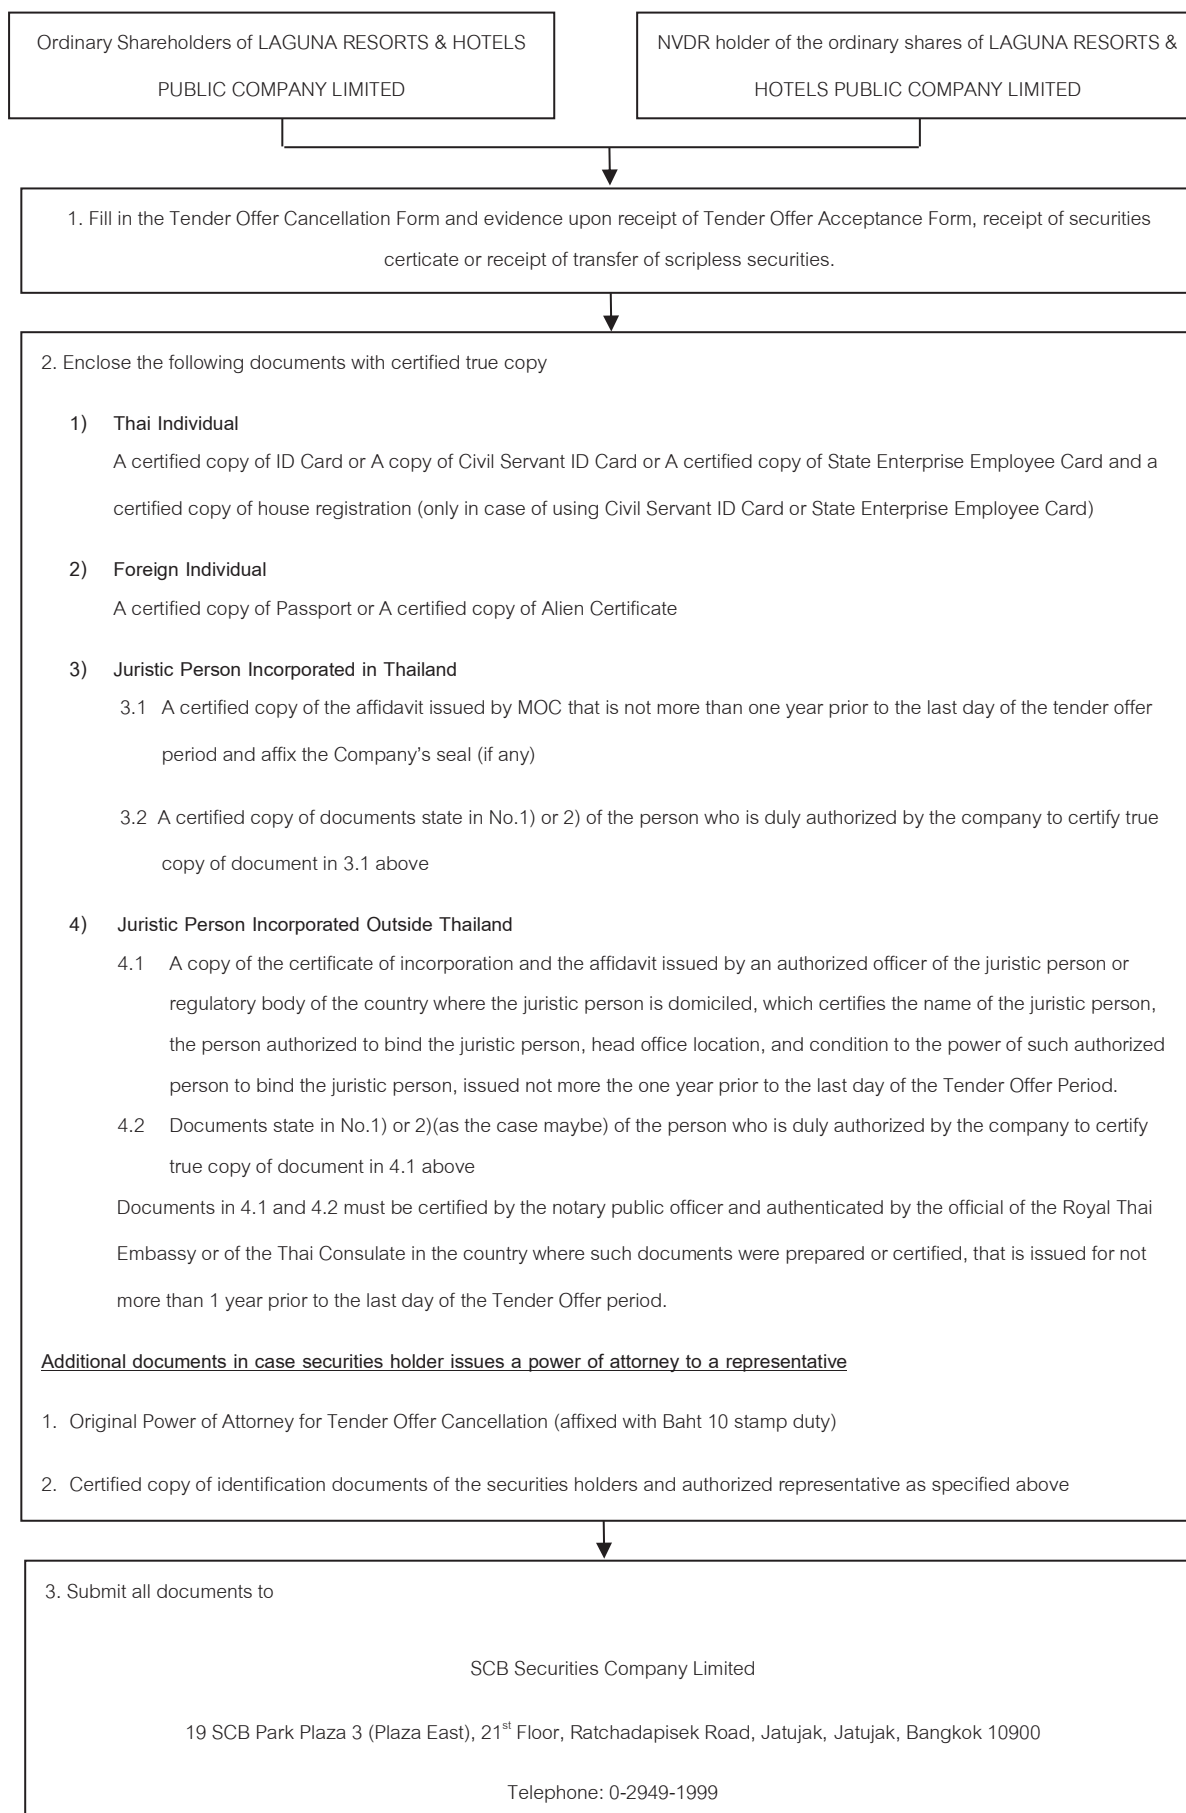 Ordinary Shareholders of LAGUNA RESORTS & HOTELS
PUBLIC COMPANY LIMITED
NVDR holder of the ordinary shares of LAGUNA RESORTS &
HOTELS PUBLIC COMPANY LIMITED
1. Fill in the Tender Offer Cancellation Form and evidence upon receipt of Tender Offer Acceptance Form, receipt of securities
certicate or receipt of transfer of scripless securities.
2. Enclose the following documents with certified true copy
1) Thai Individual
A certified copy of ID Card or A copy of Civil Servant ID Card or A certified copy of State Enterprise Employee Card and a
certified copy of house registration (only in case of using Civil Servant ID Card or State Enterprise Employee Card)
2) Foreign Individual
A certified copy of Passport or A certified copy of Alien Certificate
3) Juristic Person Incorporated in Thailand
3.1 A certified copy of the affidavit issued by MOC that is not more than one year prior to the last day of the tender offer
period and affix the Company's seal (if any)
3.2 A certified copy of documents state in No.1) or 2) of the person who is duly authorized by the company to certify true
copy of document in 3.1 above
4) Juristic Person Incorporated Outside Thailand
4.1 A copy of the certificate of incorporation and the affidavit issued by an authorized officer of the juristic person or
regulatory body of the country where the juristic person is domiciled, which certifies the name of the juristic person,
the person authorized to bind the juristic person, head office location, and condition to the power of such authorized
person to bind the juristic person, issued not more the one year prior to the last day of the Tender Offer Period.
4.2 Documents state in No.1) or 2)(as the case maybe) of the person who is duly authorized by the company to certify
true copy of document in 4.1 above
Documents in 4.1 and 4.2 must be certified by the notary public officer and authenticated by the official of the Royal Thai
Embassy or of the Thai Consulate in the country where such documents were prepared or certified, that is issued for not
more than 1 year prior to the last day of the Tender Offer period.
Additional documents in case securities holder issues a power of attorney to a representative
1. Original Power of Attorney for Tender Offer Cancellation (affixed with Baht 10 stamp duty)
2. Certified copy of identification documents of the securities holders and authorized representative as specified above
3. Submit all documents to
SCB Securities Company Limited
19 SCB Park Plaza 3 (Plaza East), 21st Floor, Ratchadapisek Road, Jatujak, Jatujak, Bangkok 10900
Telephone: 0-2949-1999